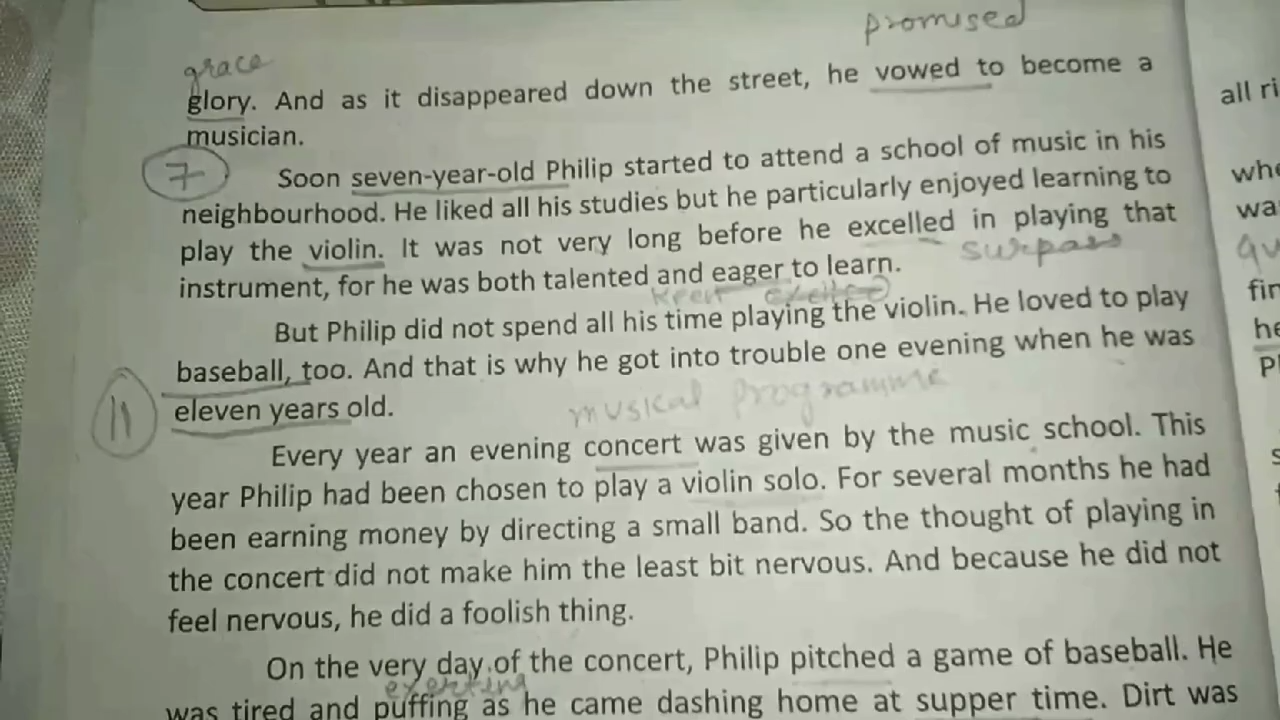 promised
grace
glory. And as it disappeared down the street, he vowed to become a
musician.
7
Soon seven-year-old Philip started to attend a school of music in his
neighbourhood. He liked all his studies but he particularly enjoyed learning to
play the violin. It was not very long before he excelled in playing that
surpass
instrument, for he was both talented and eager to learn.
keen excited
But Philip did not spend all his time playing the violin. He loved to play
baseball, too. And that is why he got into trouble one evening when he was
11
eleven years old.
musical programme
Every year an evening concert was given by the music school. This
year Philip had been chosen to play a violin solo. For several months he had
been earning money by directing a small band. So the thought of playing in
the concert did not make him the least bit nervous. And because he did not
feel nervous, he did a foolish thing.
On the very day of the concert, Philip pitched a game of baseball. He
exerting
was tired and puffing as he came dashing home at supper time. Dirt was
all ri